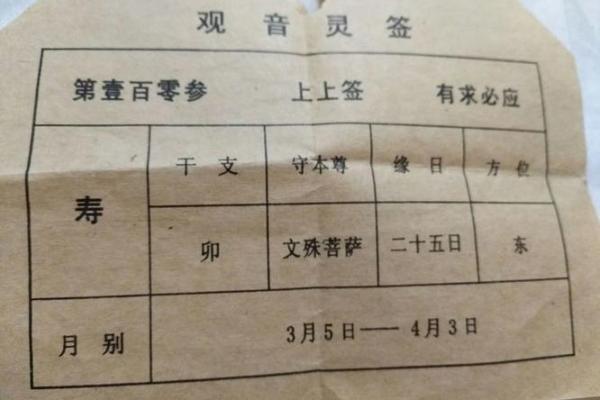 观音灵签
第壹百零参 上上签 有求必应
寿 干支 守本尊 缘日 方位
卯 文殊菩萨 二十五日 东
月别 3月5日——4月3日